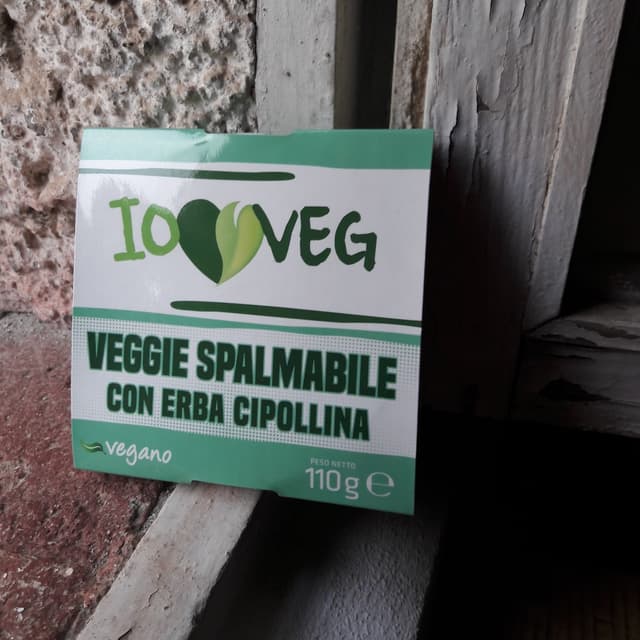 IO VEG
VEGGIE SPALMABILE
CON ERBA CIPOLLINA
vegano
PESO NETTO
110g e